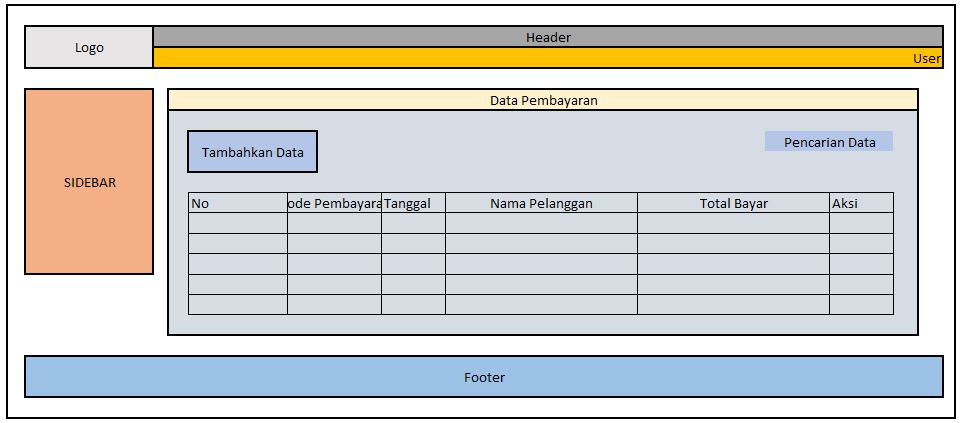 Logo
Header
User
Data Pembayaran
Tambahkan Data
Pencarian Data
SIDEBAR
No ode Pembayara Tanggal Nama Pelanggan Total Bayar Aksi
Footer